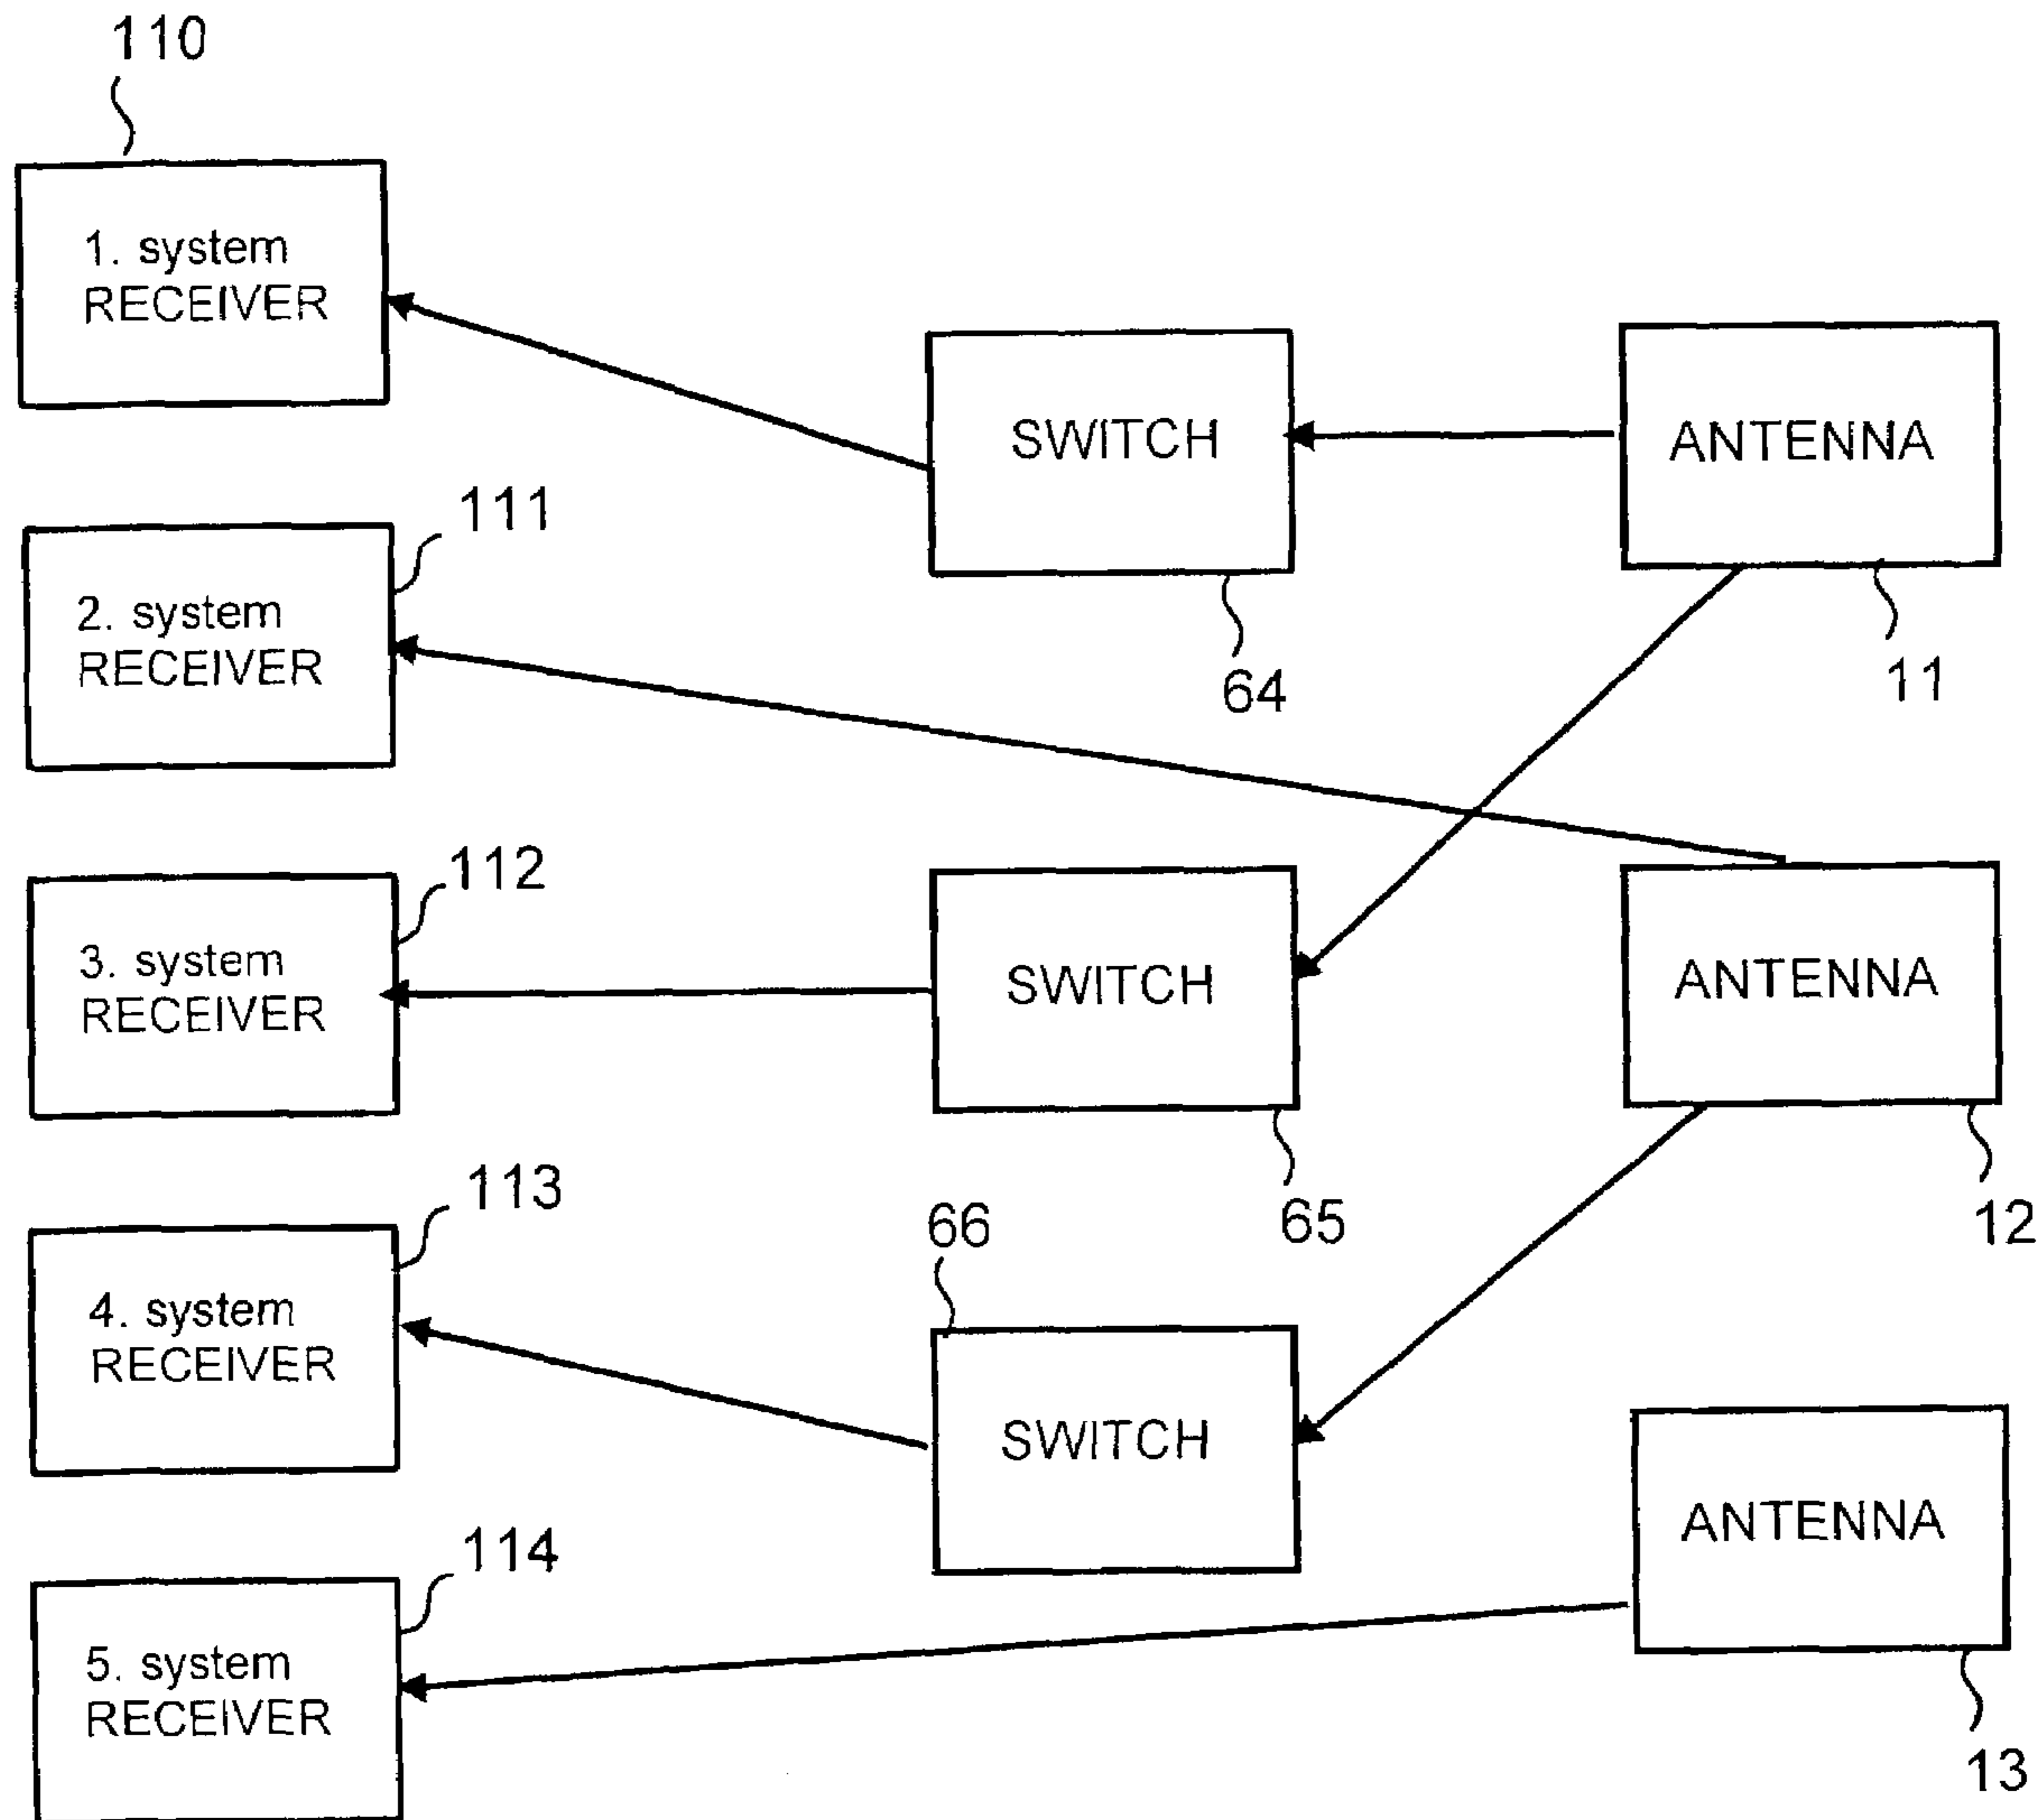 110
1. system
RECEIVER
SWITCH
ANTENNA
111
2. system
RECEIVER
64
11
112
3. system
RECEIVER
SWITCH
ANTENNA
113
66
65
12
4. system
RECEIVER
SWITCH
ANTENNA
114
5. system
RECEIVER
13